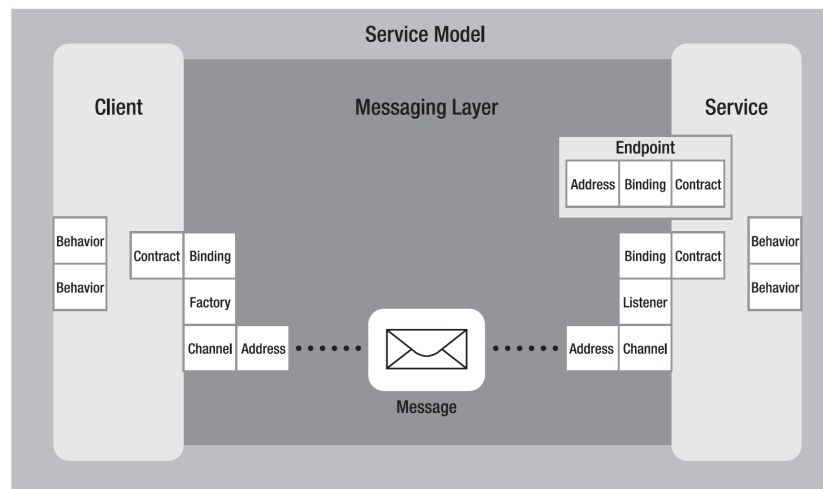 Service Model
Client
Messaging Layer
Service
Endpoint
Address Binding Contract
Behavior
Behavior
Contract Binding
Factory
Channel Address
Binding Contract
Listener
Address Channel
Behavior
Behavior
Message